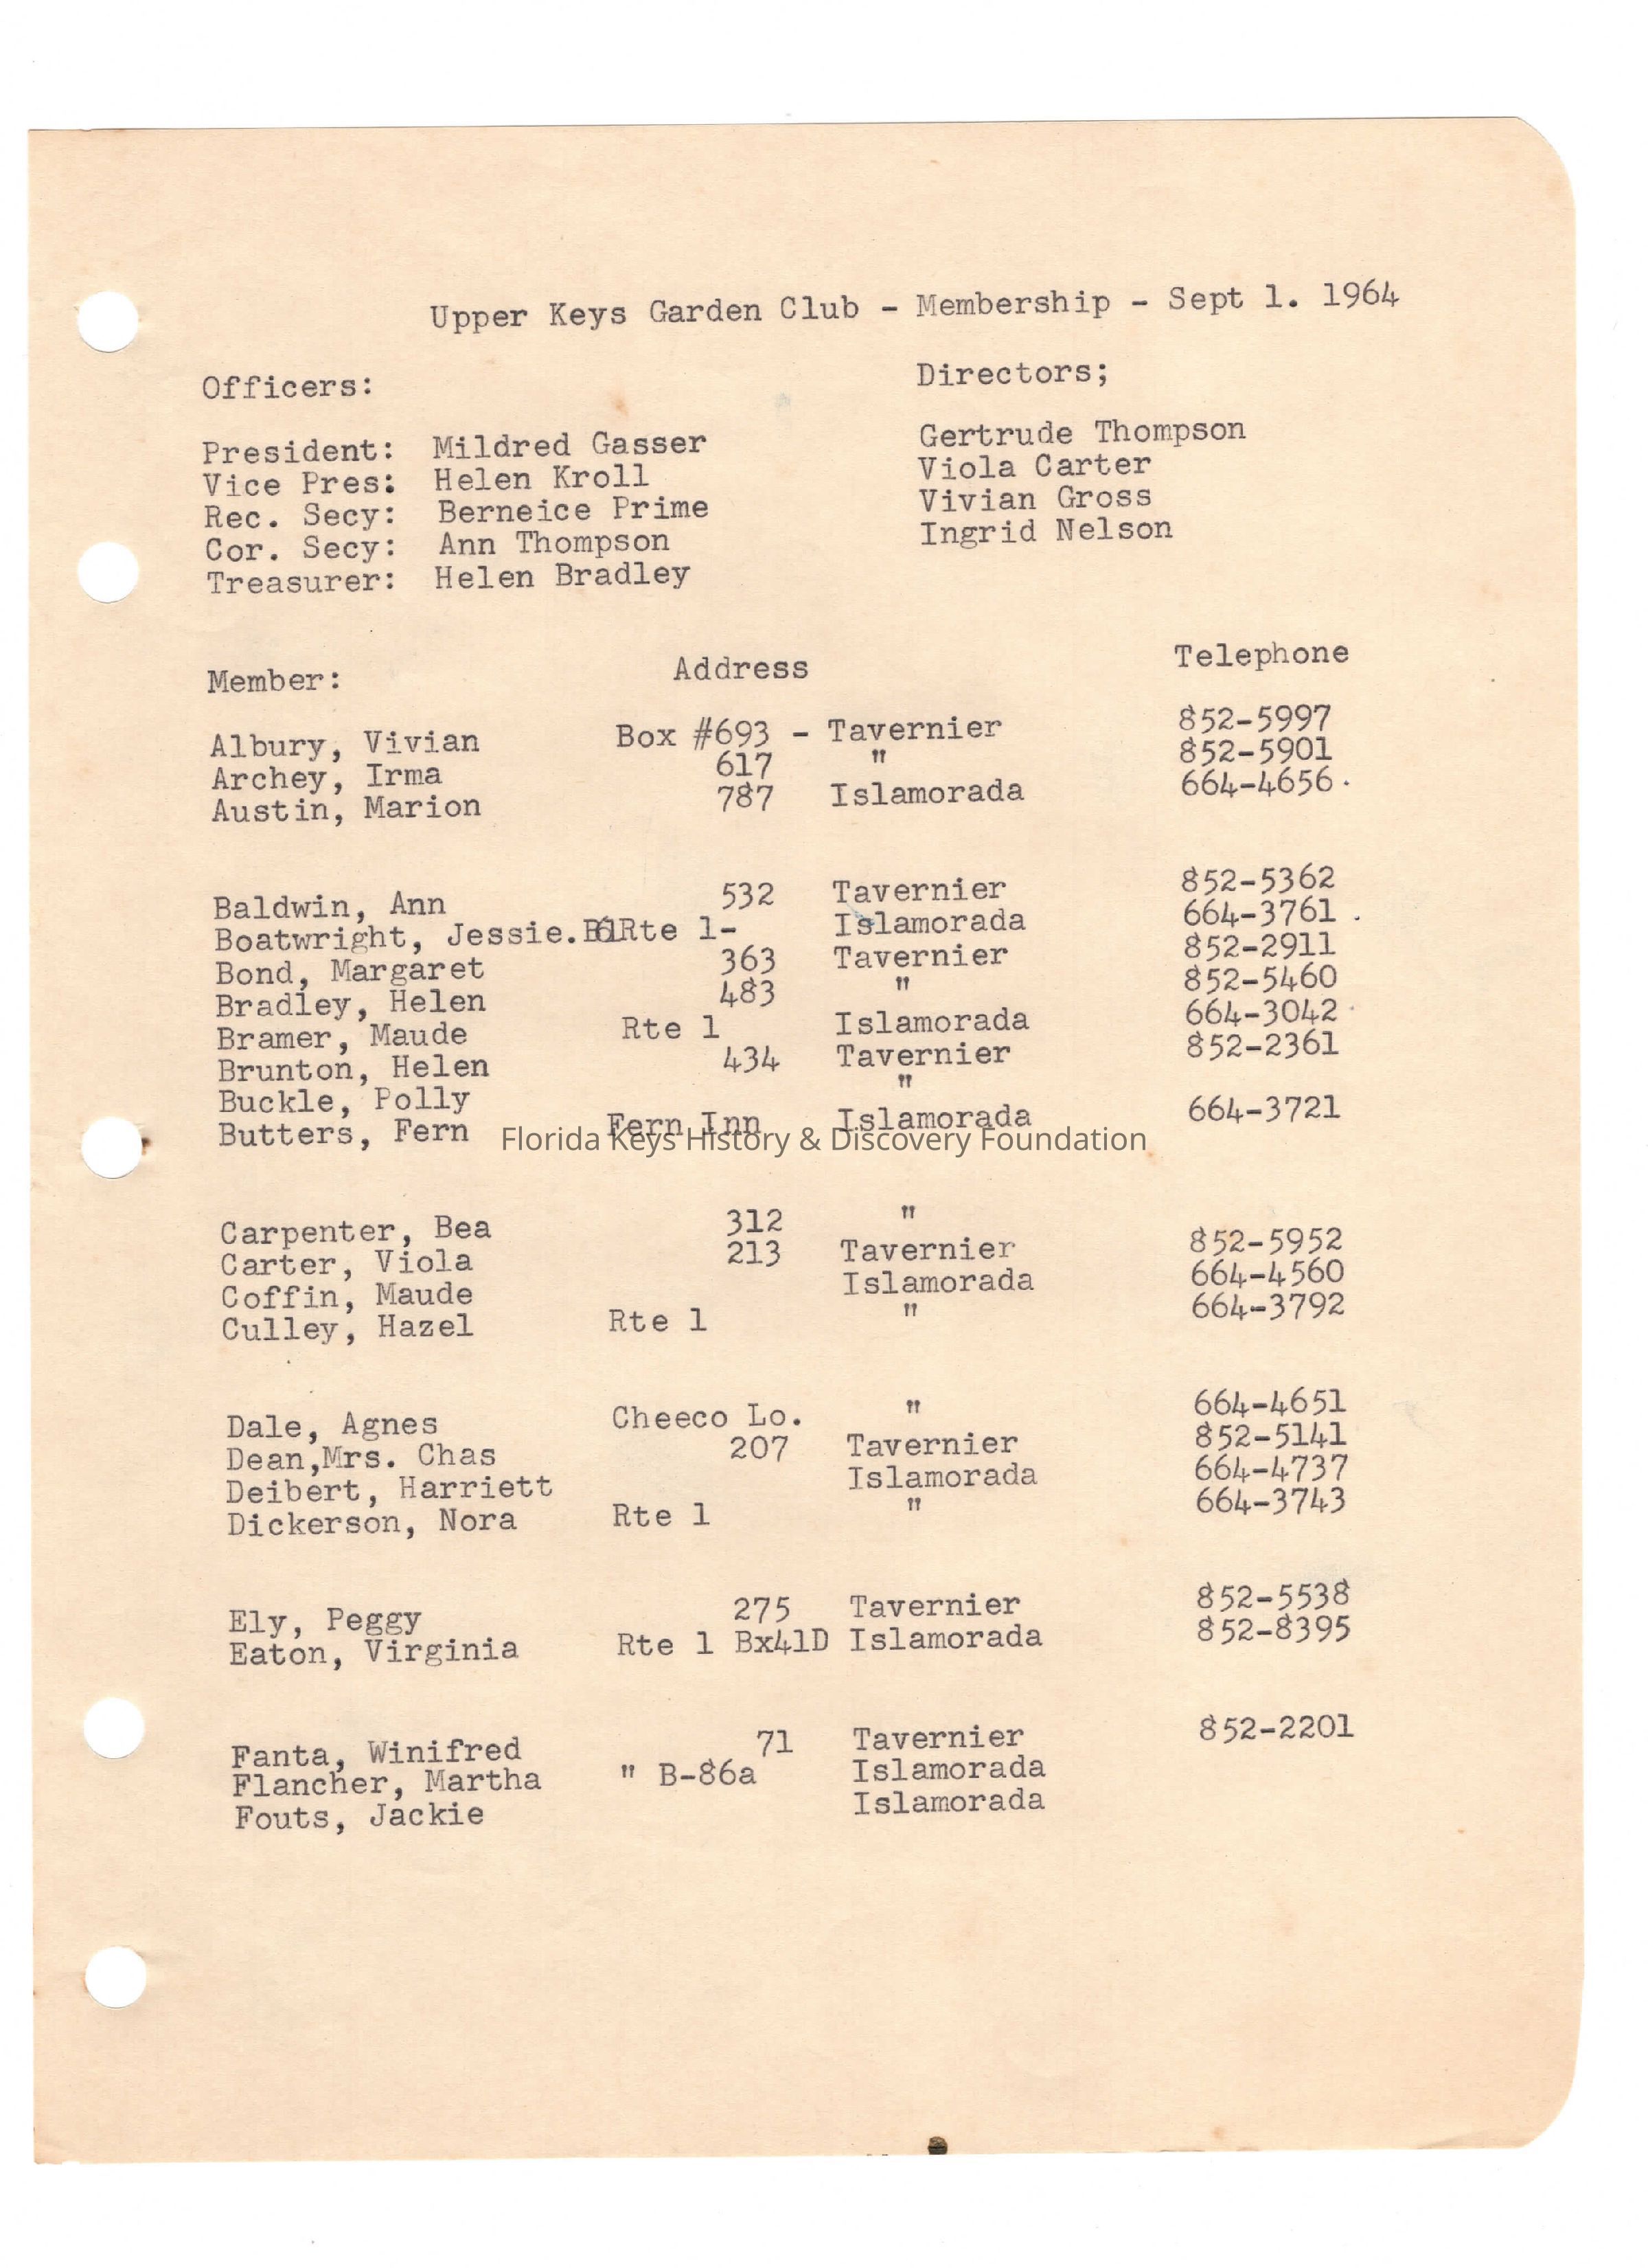 Upper Keys Garden Club - Membership - Sept 1. 1964
Officers: Directors;
President: Mildred Gasser Gertrude Thompson
Vice Pres: Helen Kroll Viola Carter
Rec. Secy: Berneice Prime Vivian Gross
Cor. Secy: Ann Thompson Ingrid Nelson
Treasurer: Helen Bradley
Member: Address Telephone
Albury, Vivian Box #693 - Tavernier 852-5997
Archey, Irma 617 " 852-5901
Austin, Marion 787 Islamorada 664-4656.
Baldwin, Ann 532 Tavernier 852-5362
Boatwright, Jessie. Rte 1- Islamorada 664-3761 .
Bond, Margaret 363 Tavernier 852-2911
Bradley, Helen 483 " 852-5460
Bramer, Maude Rte 1 Islamorada 664-3042
Brunton, Helen 434 Tavernier 852-2361
Buckle, Polly "
Butters, Fern Fern Inn Islamorada 664-3721
Florida Keys History & Discovery Foundation
Carpenter, Bea 312 "
Carter, Viola 213 Tavernier 852-5952
Coffin, Maude Islamorada 664-4560
Culley, Hazel Rte 1 " 664-3792
Dale, Agnes Cheeco Lo. " 664-4651
Dean,Mrs. Chas 207 Tavernier 852-5141
Deibert, Harriett Islamorada 664-4737
Dickerson, Nora Rte 1 " 664-3743
Ely, Peggy 275 Tavernier 852-5538
Eaton, Virginia Rte 1 Bx41D Islamorada 852-8395
Fanta, Winifred 71 Tavernier 852-2201
Flancher, Martha " B-86a Islamorada
Fouts, Jackie Islamorada